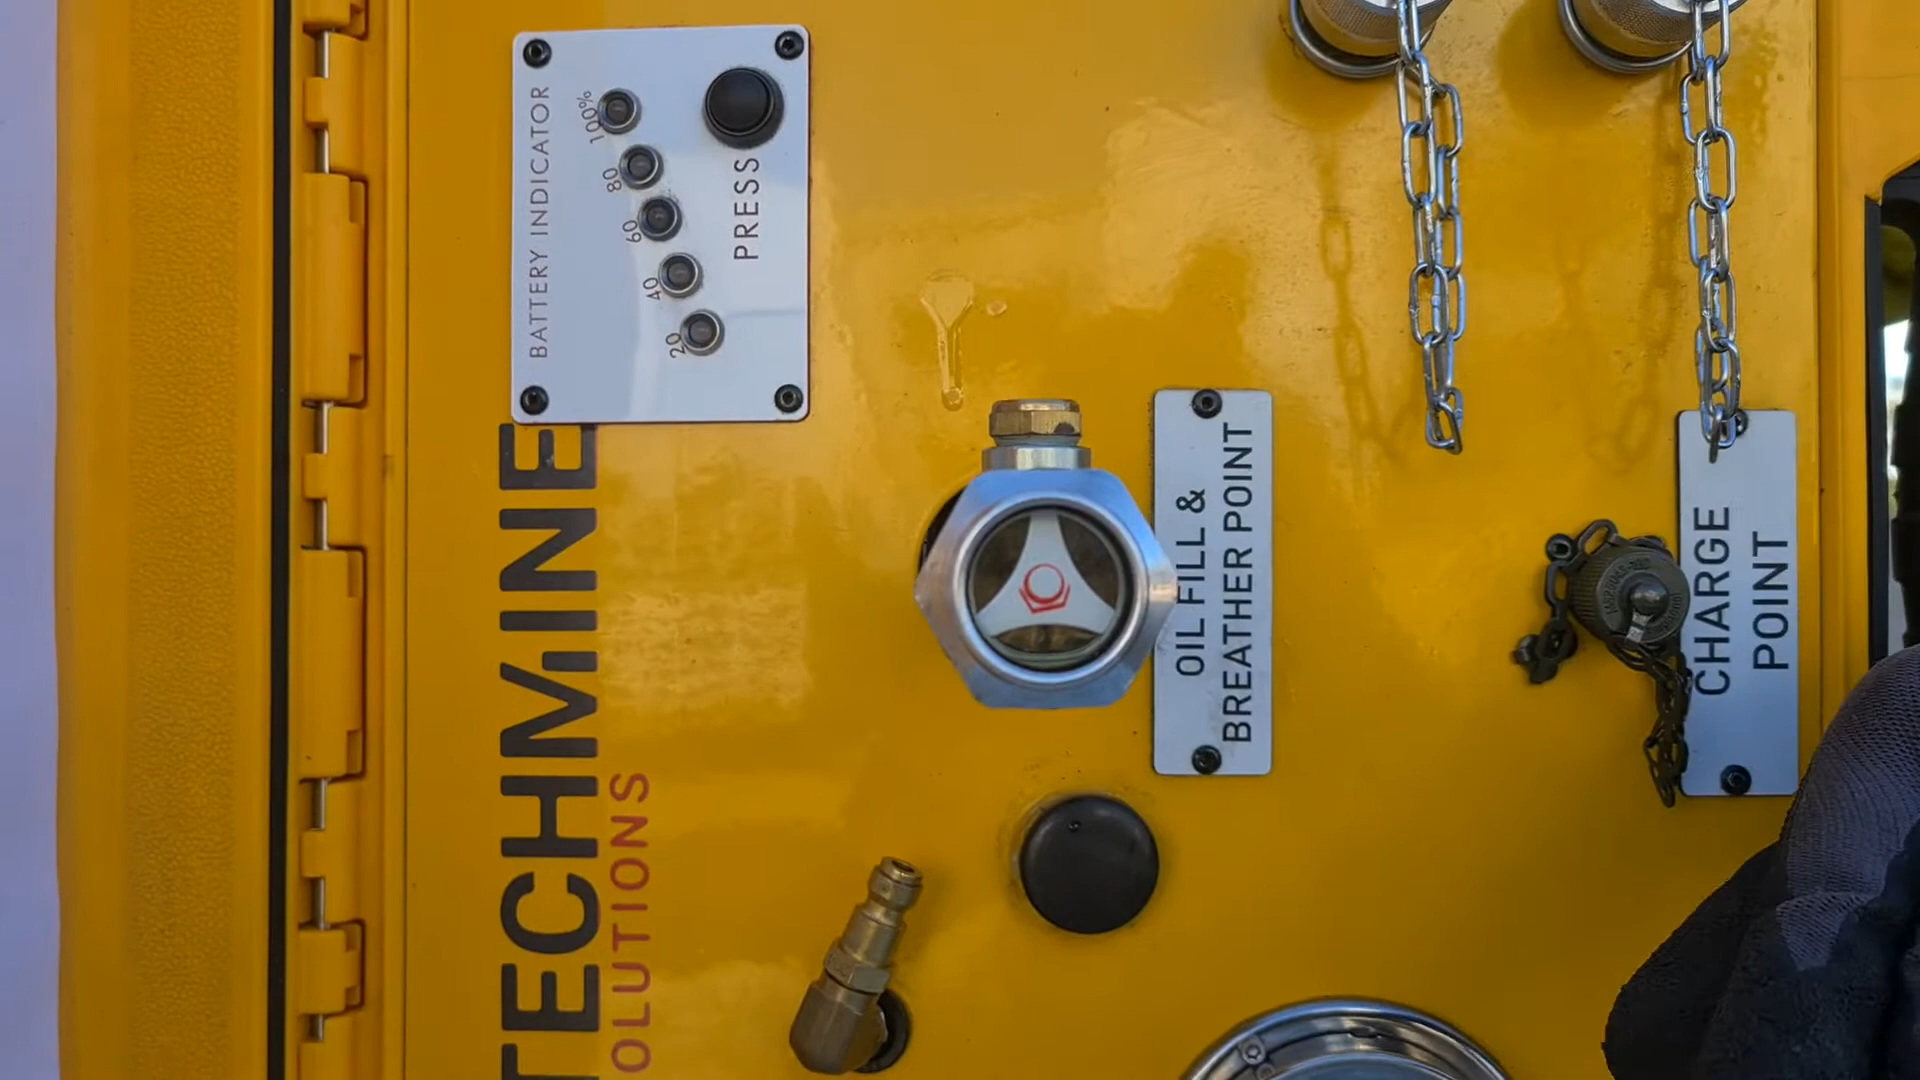 BATTERY INDICATOR
100%
80
60
40
20
PRESS
TECHMINE
OLUTIONS
OIL FILL &
BREATHER POINT
CHARGE
POINT